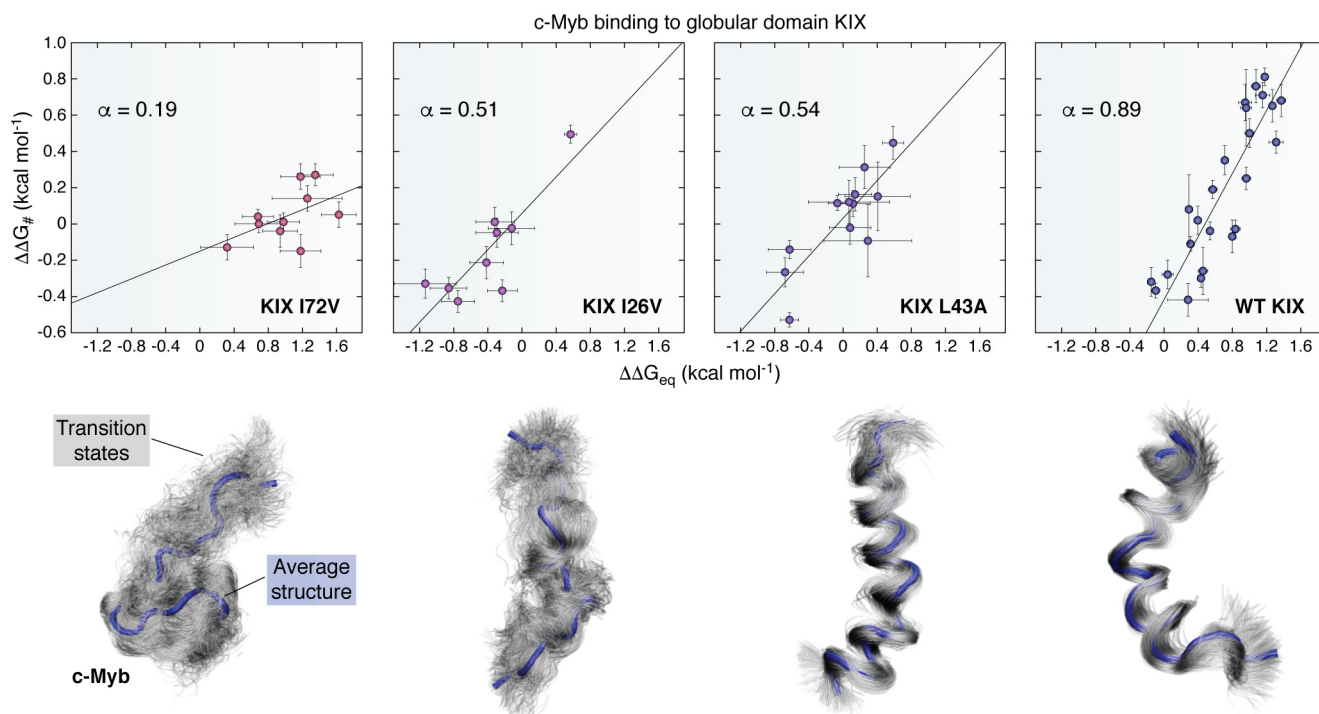 c-Myb binding to globular domain KIX
1.0
0.8
0.6
0.4
0.2
0
-0.2
-0.4
-0.6
ΔΔG# (kcal mol-1)
α = 0.19
α = 0.51
α = 0.54
α = 0.89
KIX I72V
KIX I26V
KIX L43A
WT KIX
-1.2 -0.8 -0.4 0 0.4 0.8 1.2 1.6
-1.2 -0.8 -0.4 0 0.4 0.8 1.2 1.6
-1.2 -0.8 -0.4 0 0.4 0.8 1.2 1.6
-1.2 -0.8 -0.4 0 0.4 0.8 1.2 1.6
ΔΔGeq (kcal mol-1)
Transition
states
Average
structure
c-Myb